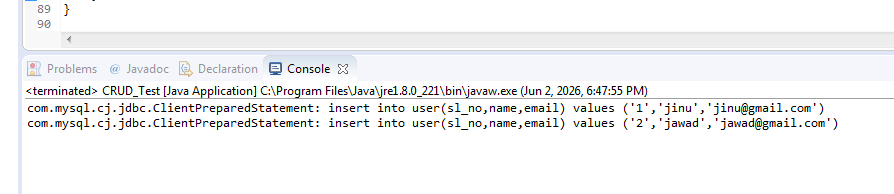 89 }
90
Problems @ Javadoc Declaration Console
<terminated> CRUD_Test [Java Application] C:\Program Files\Java\jre1.8.0_221\bin\javaw.exe (Jun 2, 2026, 6:47:55 PM)
com.mysql.cj.jdbc.ClientPreparedStatement: insert into user(sl_no,name,email) values ('1','jinu','jinu@gmail.com')
com.mysql.cj.jdbc.ClientPreparedStatement: insert into user(sl_no,name,email) values ('2','jawad','jawad@gmail.com')